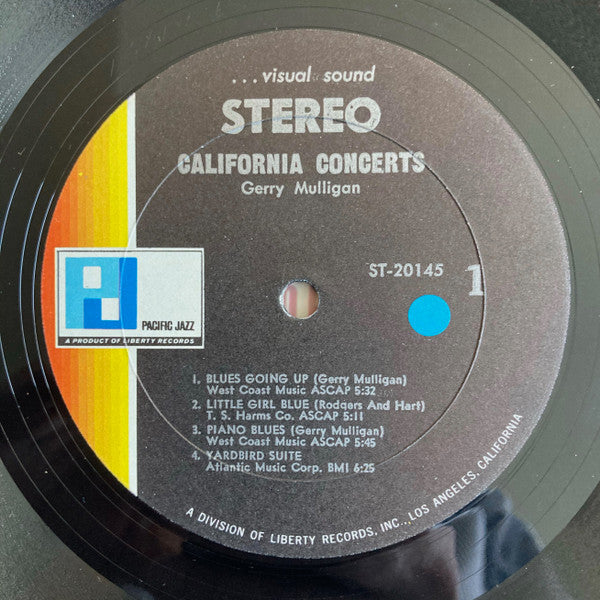 ...visual sound
STEREO
CALIFORNIA CONCERTS
Gerry Mulligan
ST-20145
1
PJ
PACIFIC JAZZ
A PRODUCT OF LIBERTY RECORDS
1. BLUES GOING UP (Gerry Mulligan)
West Coast Music ASCAP 5:32
2. LITTLE GIRL BLUE (Rodgers And Hart)
T. S. Harms Co. ASCAP 5:11
3. PIANO BLUES (Gerry Mulligan)
West Coast Music ASCAP 5:45
4. YARDBIRD SUITE
Atlantic Music Corp. BMI 6:25
A DIVISION OF LIBERTY RECORDS, INC., LOS ANGELES, CALIFORNIA